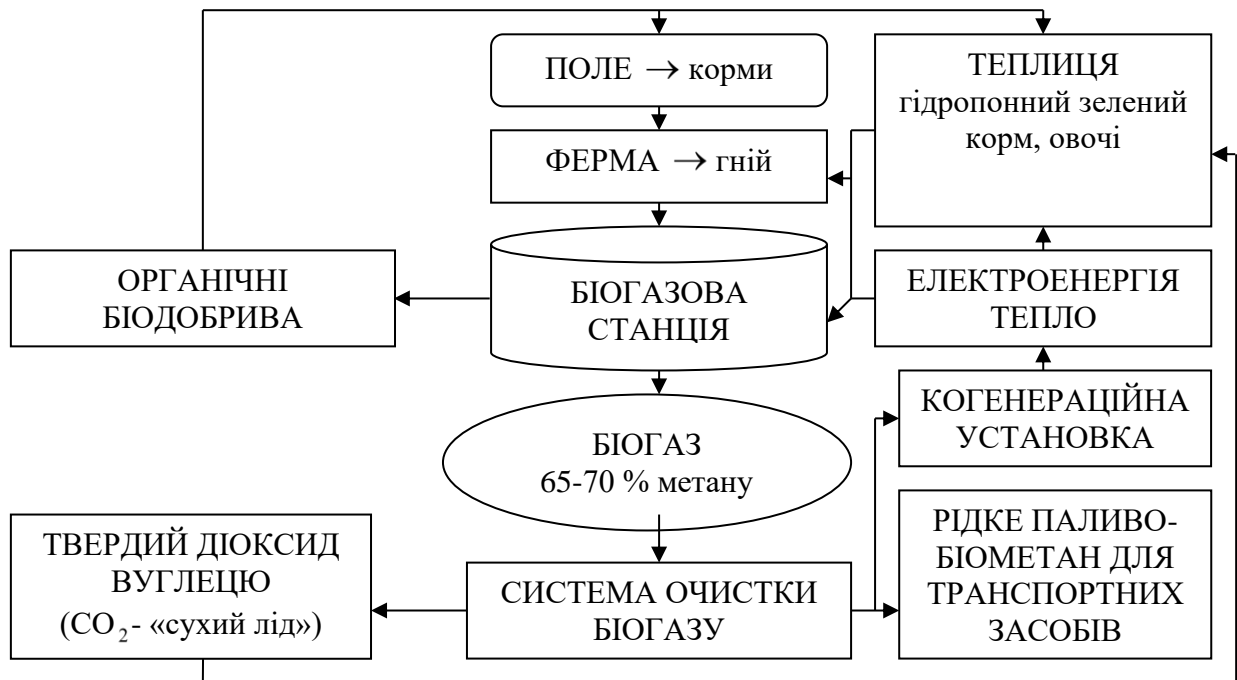 ПОЛЕ → корми
ТЕПЛИЦЯ
гідропонний зелений
корм, овочі
ФЕРМА → гній
ОРГАНІЧНІ
БІОДОБРИВА
БІОГАЗОВА
СТАНЦІЯ
ЕЛЕКТРОЕНЕРГІЯ
ТЕПЛО
КОГЕНЕРАЦІЙНА
УСТАНОВКА
БІОГАЗ
65-70 % метану
ТВЕРДИЙ ДІОКСИД
ВУГЛЕЦЮ
(CO₂- «сухий лід»)
СИСТЕМА ОЧИСТКИ
БІОГАЗУ
РІДКЕ ПАЛИВО-
БІОМЕТАН ДЛЯ
ТРАНСПОРТНИХ
ЗАСОБІВ